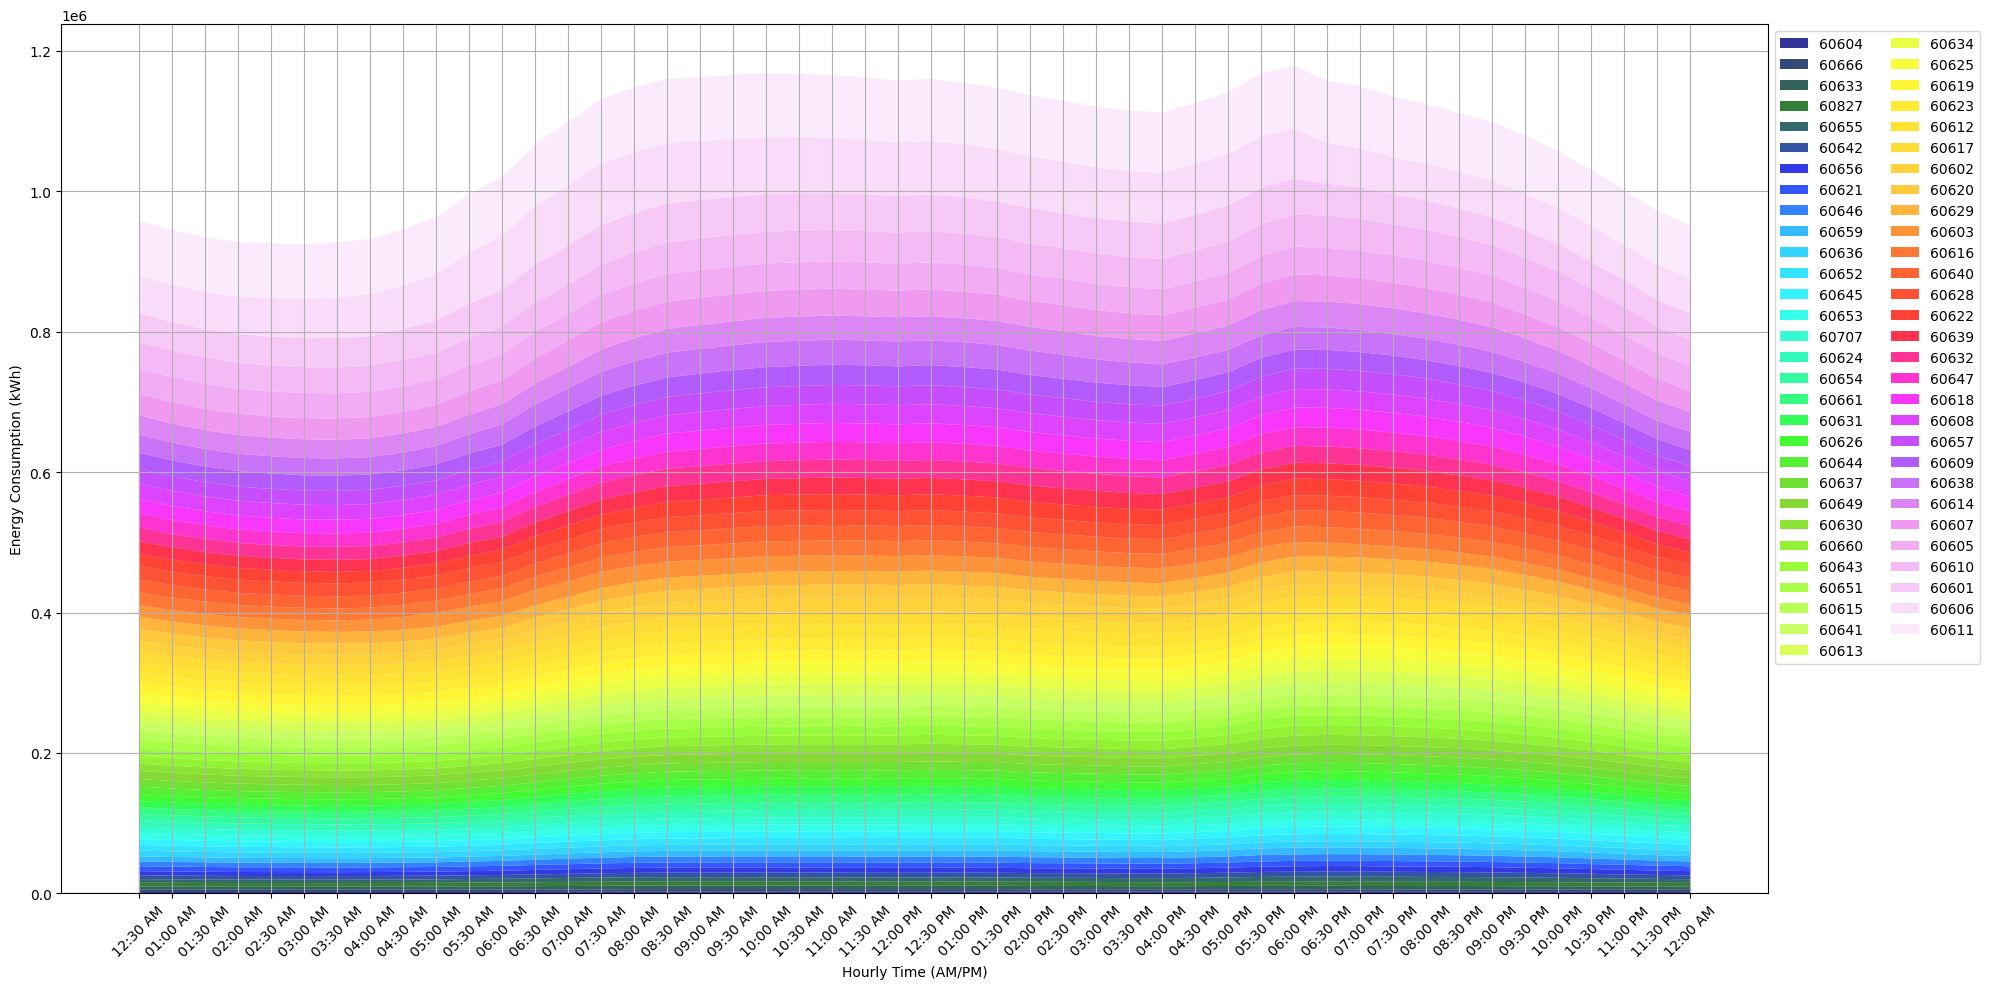 1e6
1.2
1.0
0.8
0.6
0.4
0.2
0.0
Energy Consumption (kWh)
12:30 AM
01:00 AM
01:30 AM
02:00 AM
02:30 AM
03:00 AM
03:30 AM
04:00 AM
04:30 AM
05:00 AM
05:30 AM
06:00 AM
06:30 AM
07:00 AM
07:30 AM
08:00 AM
08:30 AM
09:00 AM
09:30 AM
10:00 AM
10:30 AM
11:00 AM
11:30 AM
12:00 PM
12:30 PM
01:00 PM
01:30 PM
02:00 PM
02:30 PM
03:00 PM
03:30 PM
04:00 PM
04:30 PM
05:00 PM
05:30 PM
06:00 PM
06:30 PM
07:00 PM
07:30 PM
08:00 PM
08:30 PM
09:00 PM
09:30 PM
10:00 PM
10:30 PM
11:00 PM
11:30 PM
12:00 AM
Hourly Time (AM/PM)
60604
60666
60633
60827
60655
60642
60656
60621
60646
60659
60636
60652
60645
60653
60707
60624
60654
60661
60631
60626
60644
60637
60649
60630
60660
60643
60651
60615
60641
60613
60634
60625
60619
60623
60612
60617
60602
60620
60629
60603
60616
60640
60628
60622
60639
60632
60647
60618
60608
60657
60609
60638
60614
60607
60605
60610
60601
60606
60611